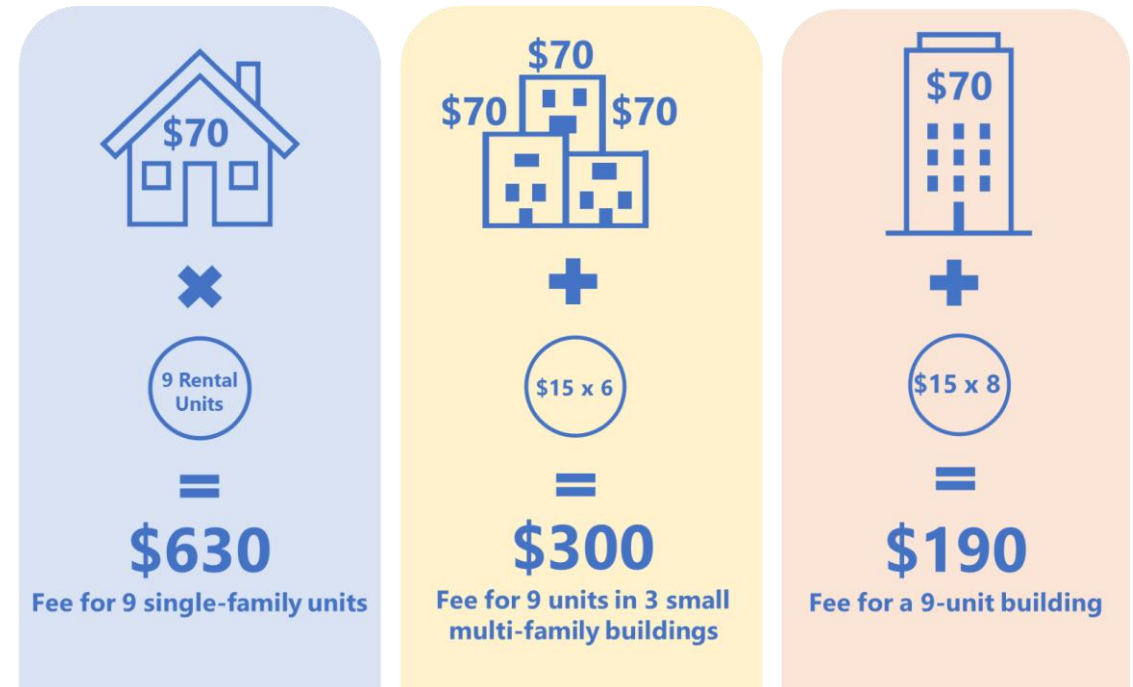 $70
9 Rental
Units
=
$630
Fee for 9 single-family units
$70
$70
$70
+
$15 x 6
=
$300
Fee for 9 units in 3 small
multi-family buildings
$70
+
$15 x 8
=
$190
Fee for a 9-unit building